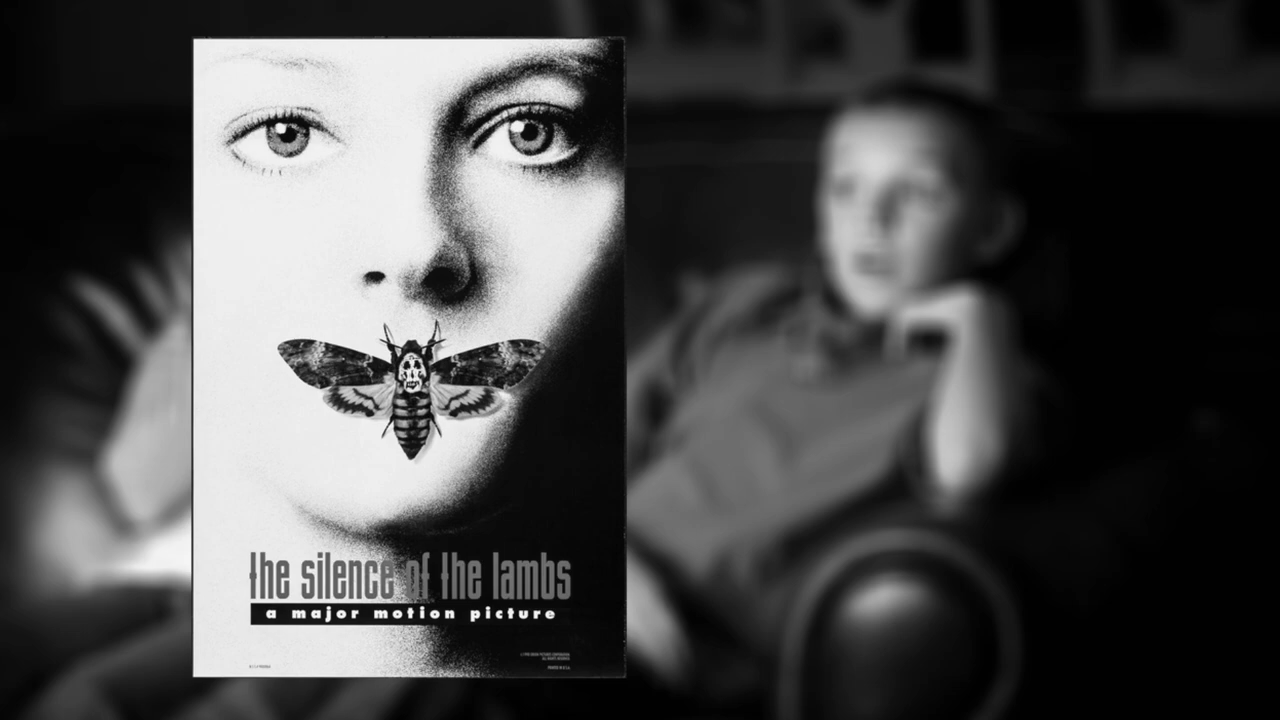 the silence of the lambs
a major motion picture